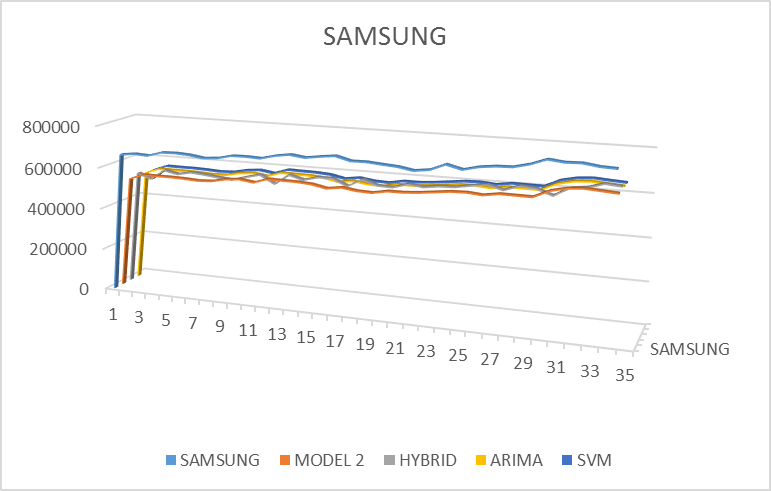 SAMSUNG
800000
600000
400000
200000
0
1 3 5 7 9 11 13 15 17 19 21 23 25 27 29 31 33 35
SAMSUNG
SAMSUNG MODEL 2 HYBRID ARIMA SVM